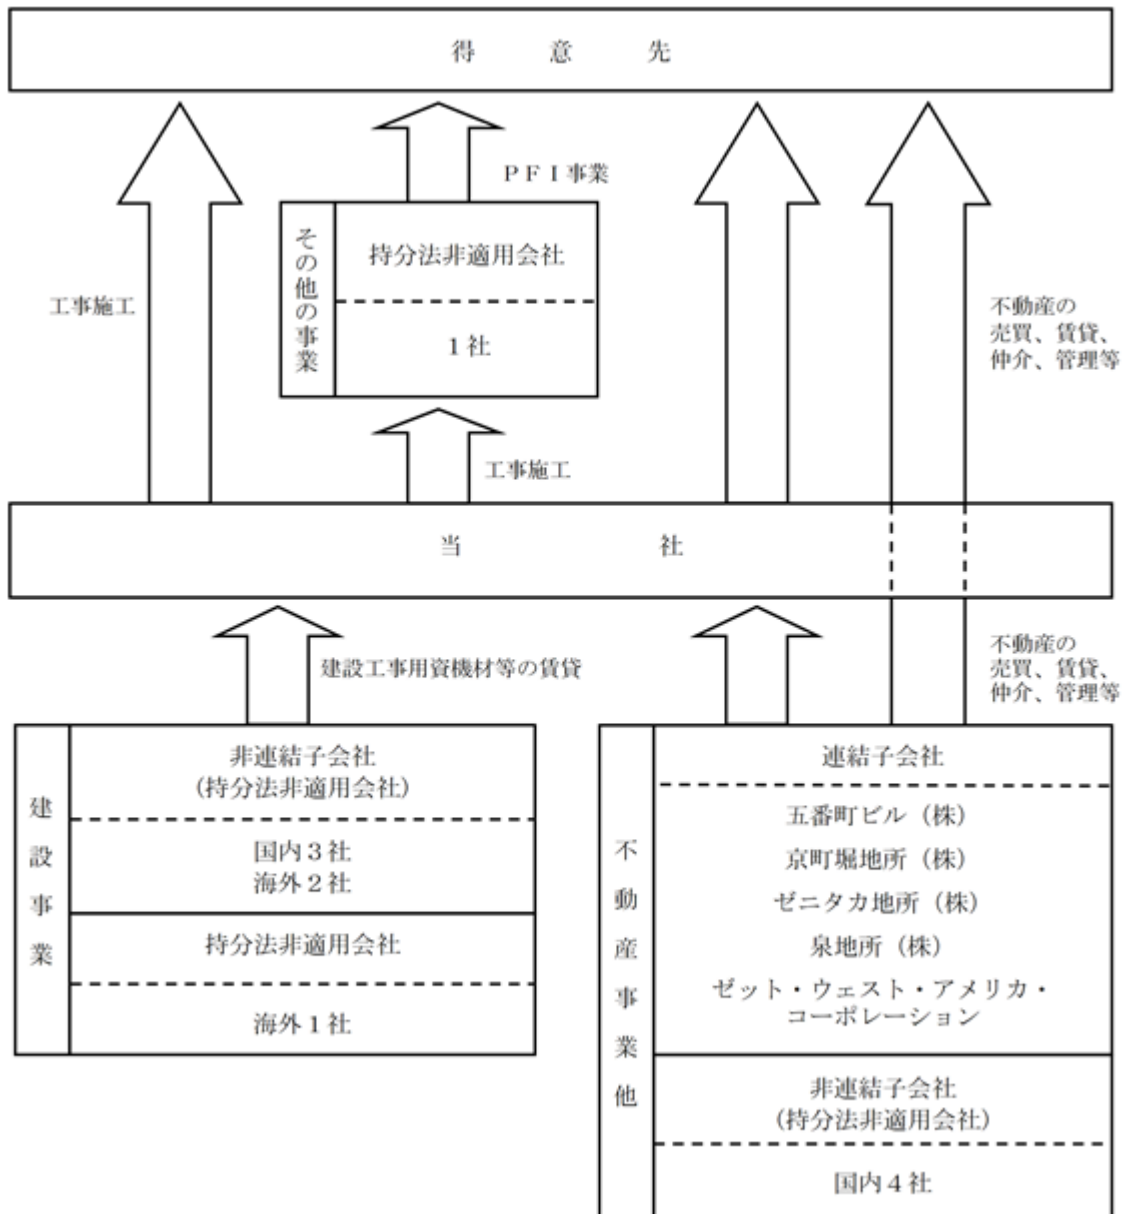 得意先
PFI事業
その他の事業
持分法非適用会社
1社
工事施工
不動産の
売買、賃貸、
仲介、管理等
工事施工
当社
建設工事用資機材等の賃貸
不動産の
売買、賃貸、
仲介、管理等
建設事業
非連結子会社
(持分法非適用会社)
国内3社
海外2社
持分法非適用会社
海外1社
不動産事業他
連結子会社
五番町ビル(株)
京町堀地所(株)
ゼニタカ地所(株)
泉地所(株)
ゼット・ウェスト・アメリカ・
コーポレーション
非連結子会社
(持分法非適用会社)
国内4社